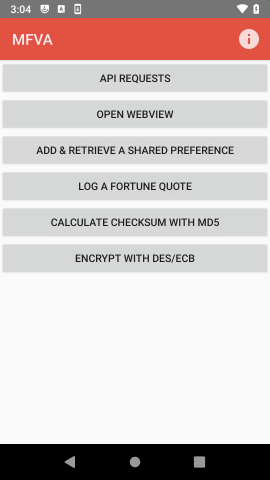 3:04
MFVA
API REQUESTS
OPEN WEBVIEW
ADD & RETRIEVE A SHARED PREFERENCE
LOG A FORTUNE QUOTE
CALCULATE CHECKSUM WITH MD5
ENCRYPT WITH DES/ECB